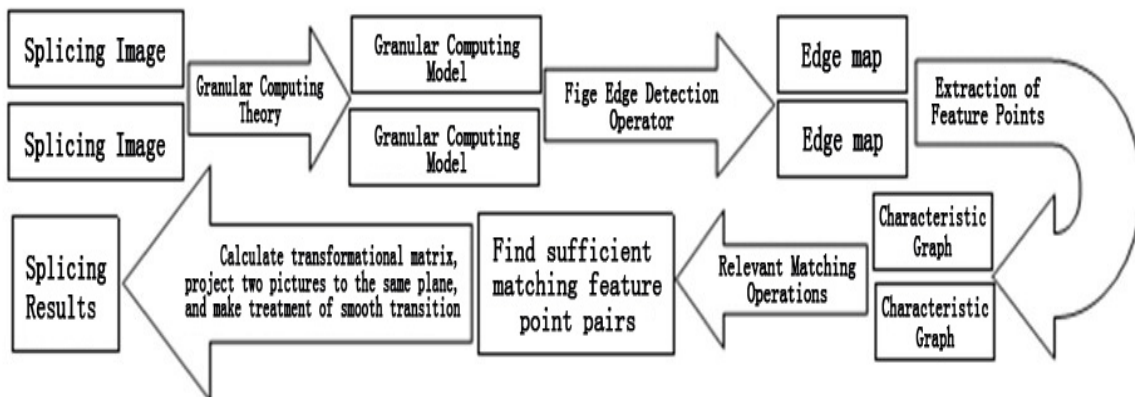 Splicing Image
Splicing Image
Granular Computing
Theory
Granular Computing
Model
Granular Computing
Model
Fige Edge Detection
Operator
Edge map
Edge map
Extraction of
Feature Points
Characteristic
Graph
Characteristic
Graph
Relevant Matching
Operations
Find sufficient
matching feature
point pairs
Calculate transformational matrix,
project two pictures to the same plane,
and make treatment of smooth transition
Splicing
Results